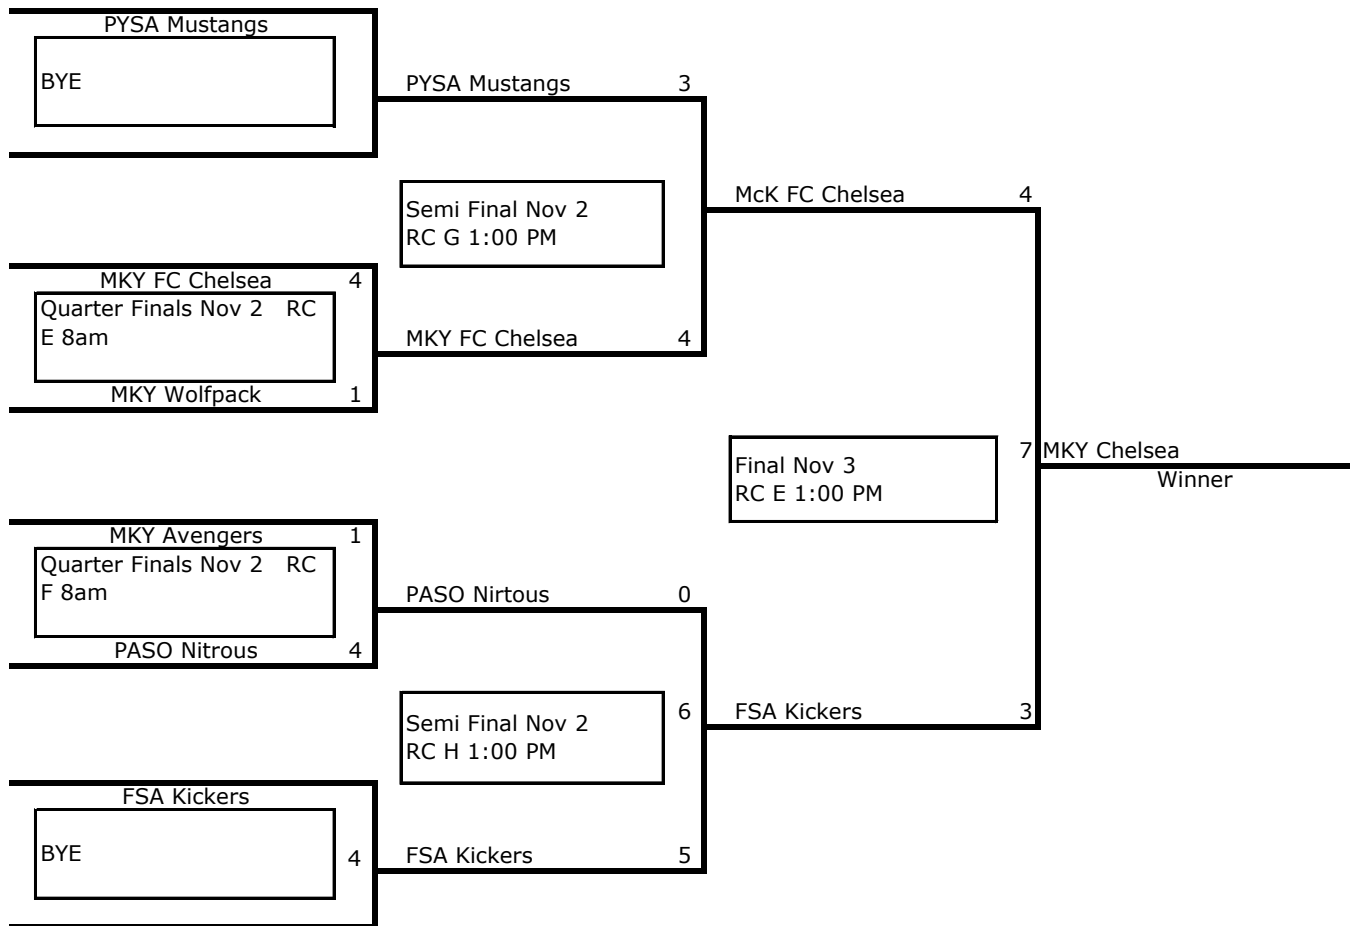 PYSA Mustangs
BYE
PYSA Mustangs 3
Semi Final Nov 2
RC G 1:00 PM
McK FC Chelsea 4
MKY FC Chelsea 4
Quarter Finals Nov 2 RC
E 8am
MKY FC Chelsea 4
MKY Wolfpack 1
Final Nov 3
RC E 1:00 PM
7 MKY Chelsea
Winner
MKY Avengers 1
Quarter Finals Nov 2 RC
F 8am
PASO Nirtous 0
PASO Nitrous 4
Semi Final Nov 2
RC H 1:00 PM
6
FSA Kickers 3
FSA Kickers
BYE
4
FSA Kickers 5